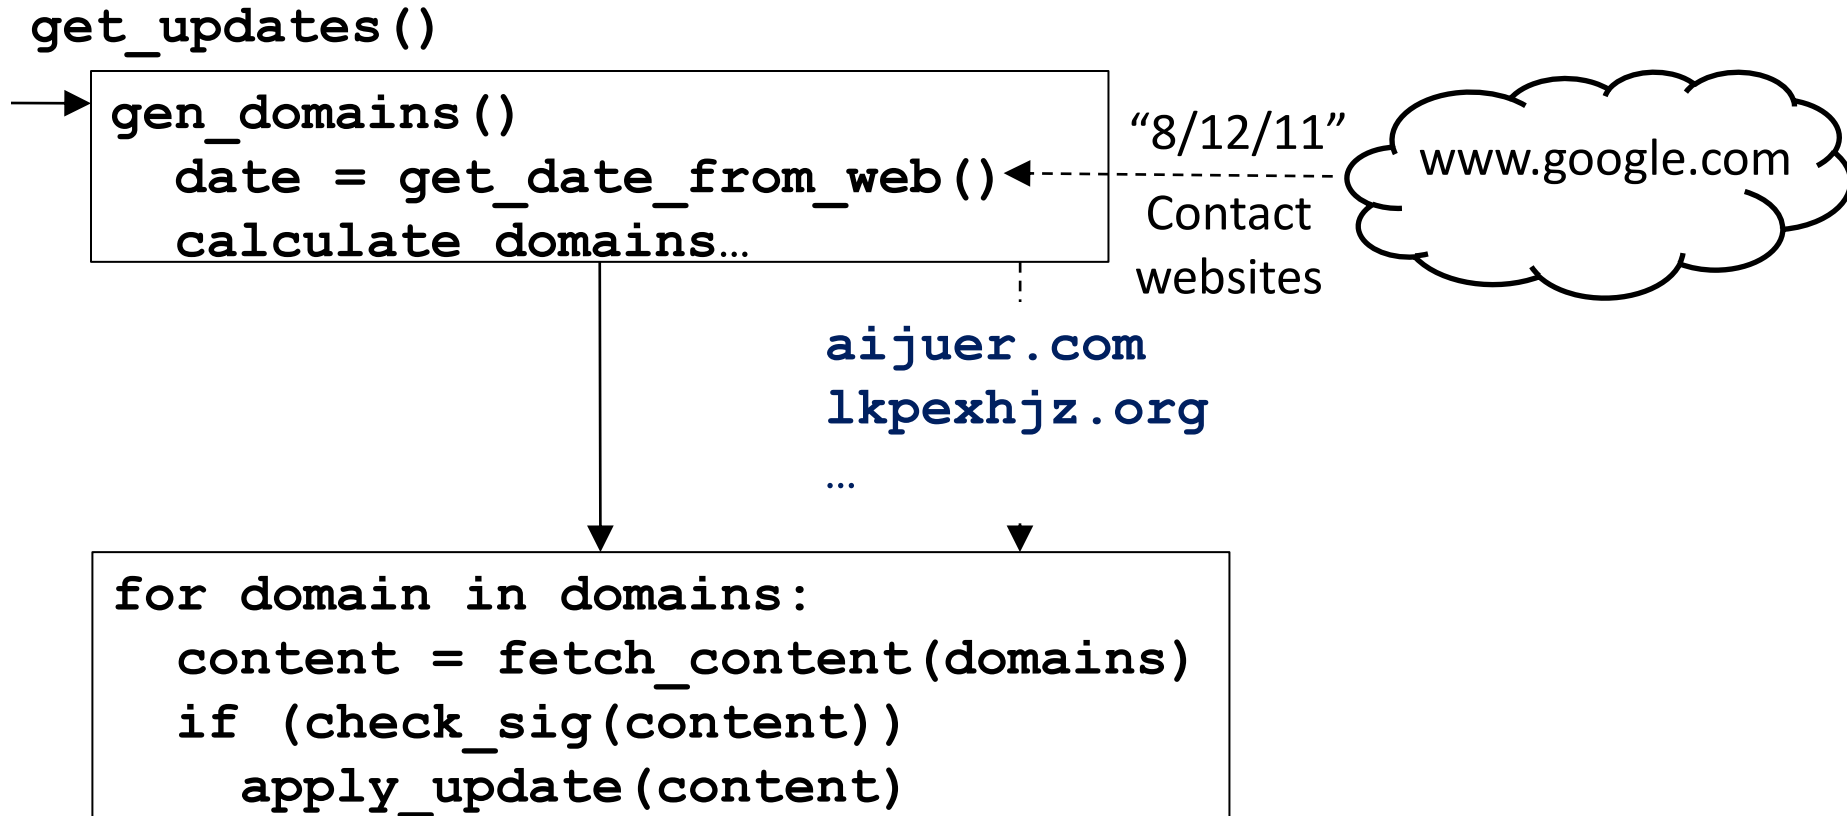 get_updates()
gen_domains()
date = get_date_from_web()
calculate domains…
“8/12/11”
Contact
websites
www.google.com
aijuer.com
lkpexhjz.org
…
for domain in domains:
content = fetch_content(domains)
if (check_sig(content))
apply_update(content)